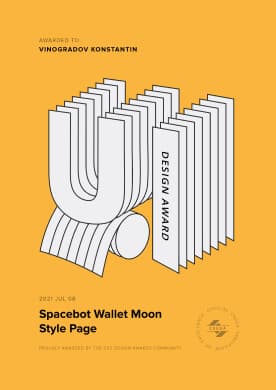 AWARDED TO:
VINOGRADOV KONSTANTIN
UI
DESIGN AWARD
2021 JUL 08
Spacebot Wallet Moon
Style Page
PROUDLY AWARDED BY THE CSS DESIGN AWARDS COMMUNITY